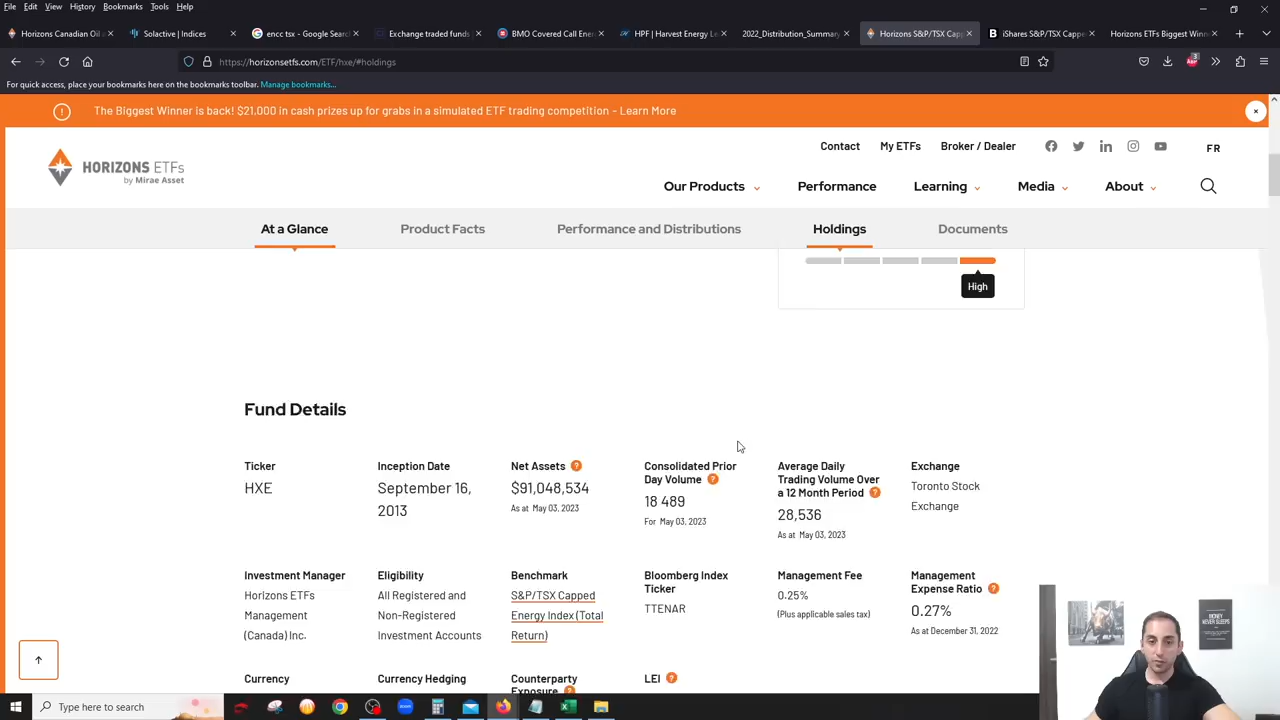 File Edit View History Bookmarks Tools Help
Horizons Canadian Oil
Solactive | Indices
encc tsx - Google Search
Exchange traded funds
BMO Covered Call Ene
HPF | Harvest Energy Le
2022_Distribution_Summary
Horizons S&P/TSX Capp
iShares S&P/TSX Cappe
Horizons ETFs Biggest Winne
https://horizonsetfs.com/ETF/hxe/#holdings
For quick access, place your bookmarks here on the bookmarks toolbar. Manage bookmarks...
The Biggest Winner is back! $21,000 in cash prizes up for grabs in a simulated ETF trading competition – Learn More
Contact My ETFs Broker / Dealer FR
HORIZONS ETFs
by Mirae Asset
Our Products Performance Learning Media About
At a Glance Product Facts Performance and Distributions Holdings Documents
High
Fund Details
Ticker
HXE
Inception Date
September 16,
2013
Net Assets ?
$91,048,534
As at May 03, 2023
Consolidated Prior
Day Volume ?
18 489
For May 03, 2023
Average Daily
Trading Volume Over
a 12 Month Period ?
28,536
As at May 03, 2023
Exchange
Toronto Stock
Exchange
Investment Manager
Horizons ETFs
Management
(Canada) Inc.
Eligibility
All Registered and
Non-Registered
Investment Accounts
Benchmark
S&P/TSX Capped
Energy Index (Total
Return)
Bloomberg Index
Ticker
TTENAR
Management Fee
0.25%
(Plus applicable sales tax)
Management
Expense Ratio ?
0.27%
As at December 31, 2022
Currency
Currency Hedging
Counterparty
Exposure ?
LEI ?
Type here to search
MONEY
NEVER SLEEPS